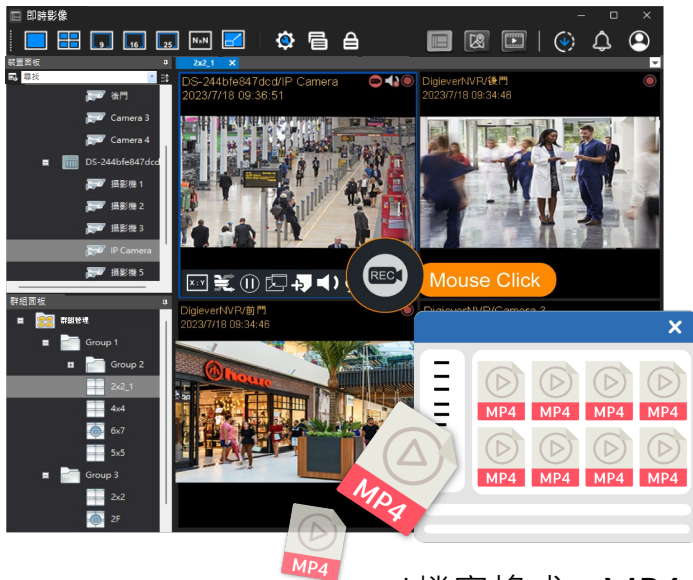 即時影像
9
16
25
N×N
裝置面板
尋找
後門
Camera 3
Camera 4
DS-244bfe847dcd
攝影機 1
攝影機 2
攝影機 3
IP Camera
攝影機 5
群組面板
群組管理
Group 1
Group 2
2x2_1
4x4
6x7
5x5
Group 3
2x2
2F
2x2_1
DS-244bfe847dcd/IP Camera
2023/7/18 09:36:51
DigieverNVR/後門
2023/7/18 09:34:46
X:Y
REC
Mouse Click
DigieverNVR/前門
2023/7/18 09:34:46
house
DigieverNVR/Camera 3
MP4
MP4
MP4
MP4
MP4
MP4
MP4
MP4
MP4
MP4